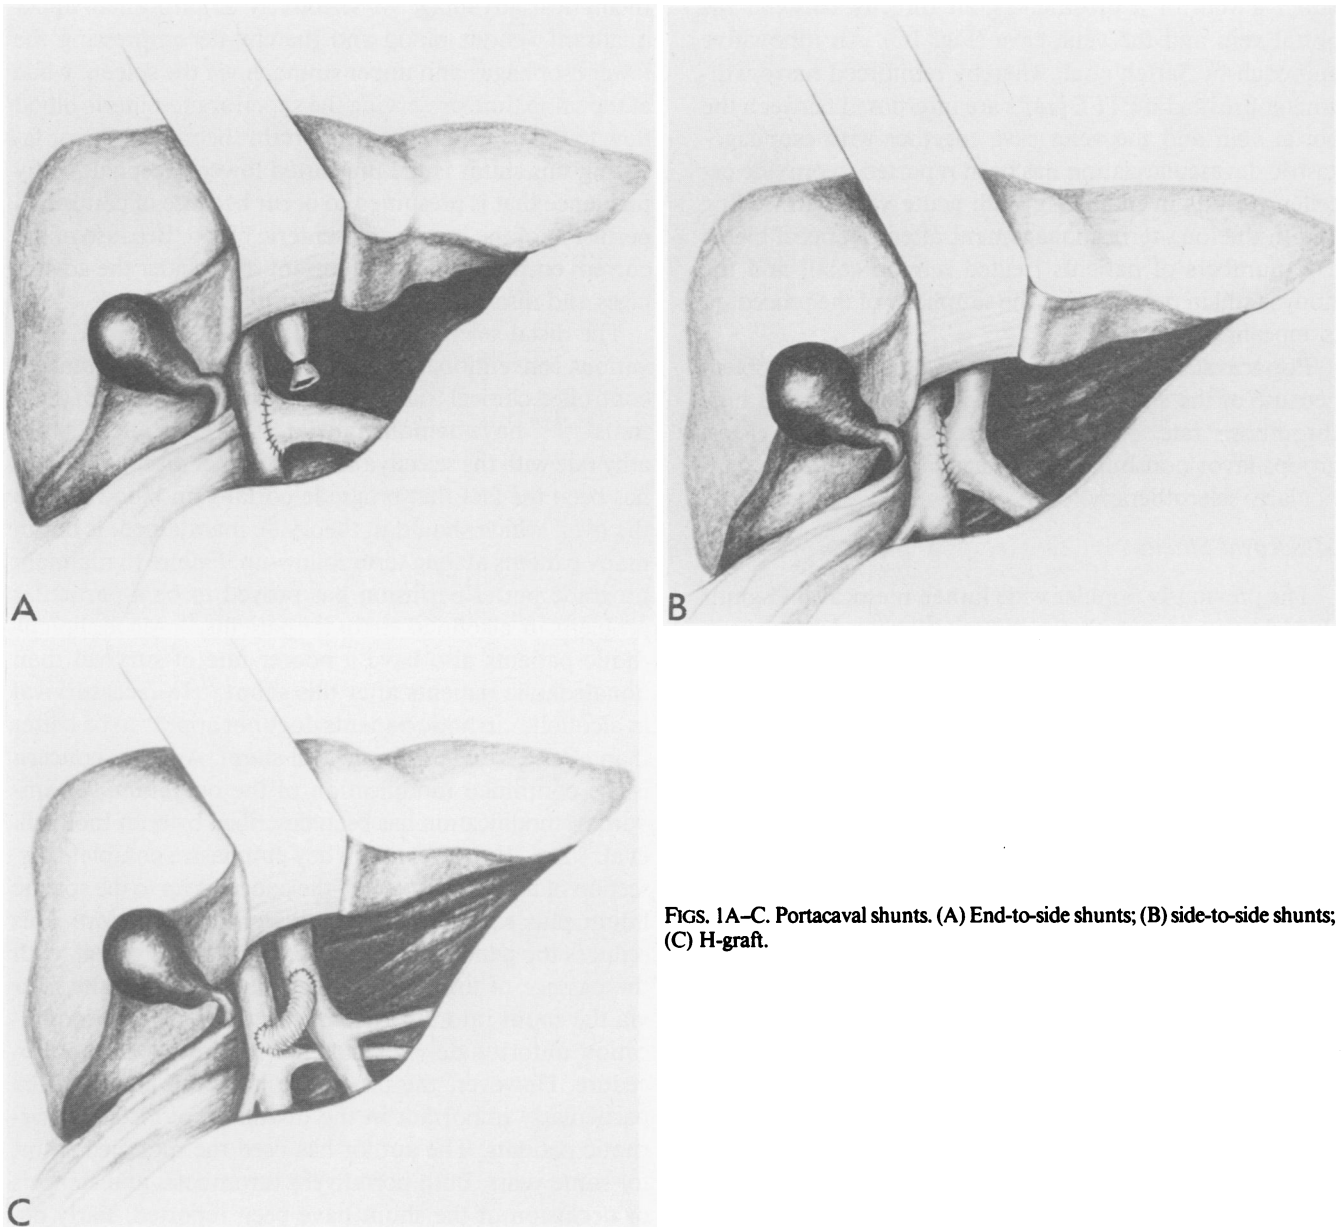 A
B
C
FIGS. 1A–C. Portacaval shunts. (A) End-to-side shunts; (B) side-to-side shunts;
(C) H-graft.